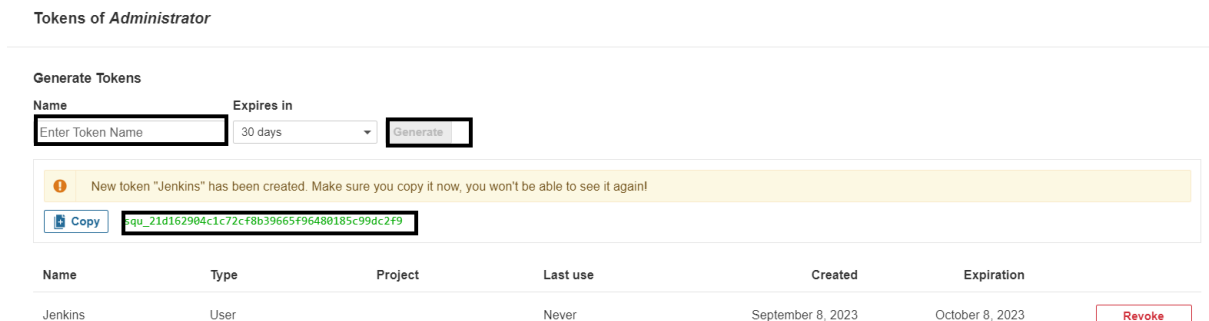 Tokens of Administrator
Generate Tokens
Name Expires in
Enter Token Name 30 days Generate
New token "Jenkins" has been created. Make sure you copy it now, you won't be able to see it again!
Copy squ_21d162904c1c72cf8b39665f96480185c99dc2f9
Name Type Project Last use Created Expiration
Jenkins User Never September 8, 2023 October 8, 2023 Revoke